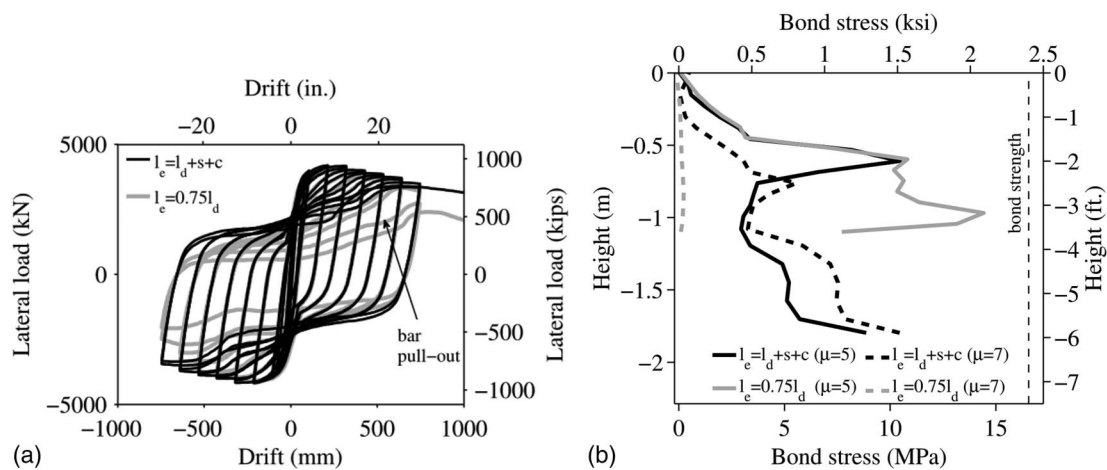 Drift (in.)
−20 0 20
5000
0
−5000
Lateral load (kN)
l_e=l_d+s+c
l_e=0.75l_d
1000
500
0
−500
−1000
Lateral load (kips)
bar
pull−out
−1000 −500 0 500 1000
Drift (mm)
(a)
Bond stress (ksi)
0 0.5 1 1.5 2 2.5
0
−0.5
−1
−1.5
−2
Height (m)
bond strength
0
−1
−2
−3
−4
−5
−6
−7
Height (ft.)
l_e=l_d+s+c (μ=5) l_e=l_d+s+c (μ=7)
l_e=0.75l_d (μ=5) l_e=0.75l_d (μ=7)
0 5 10 15
Bond stress (MPa)
(b)